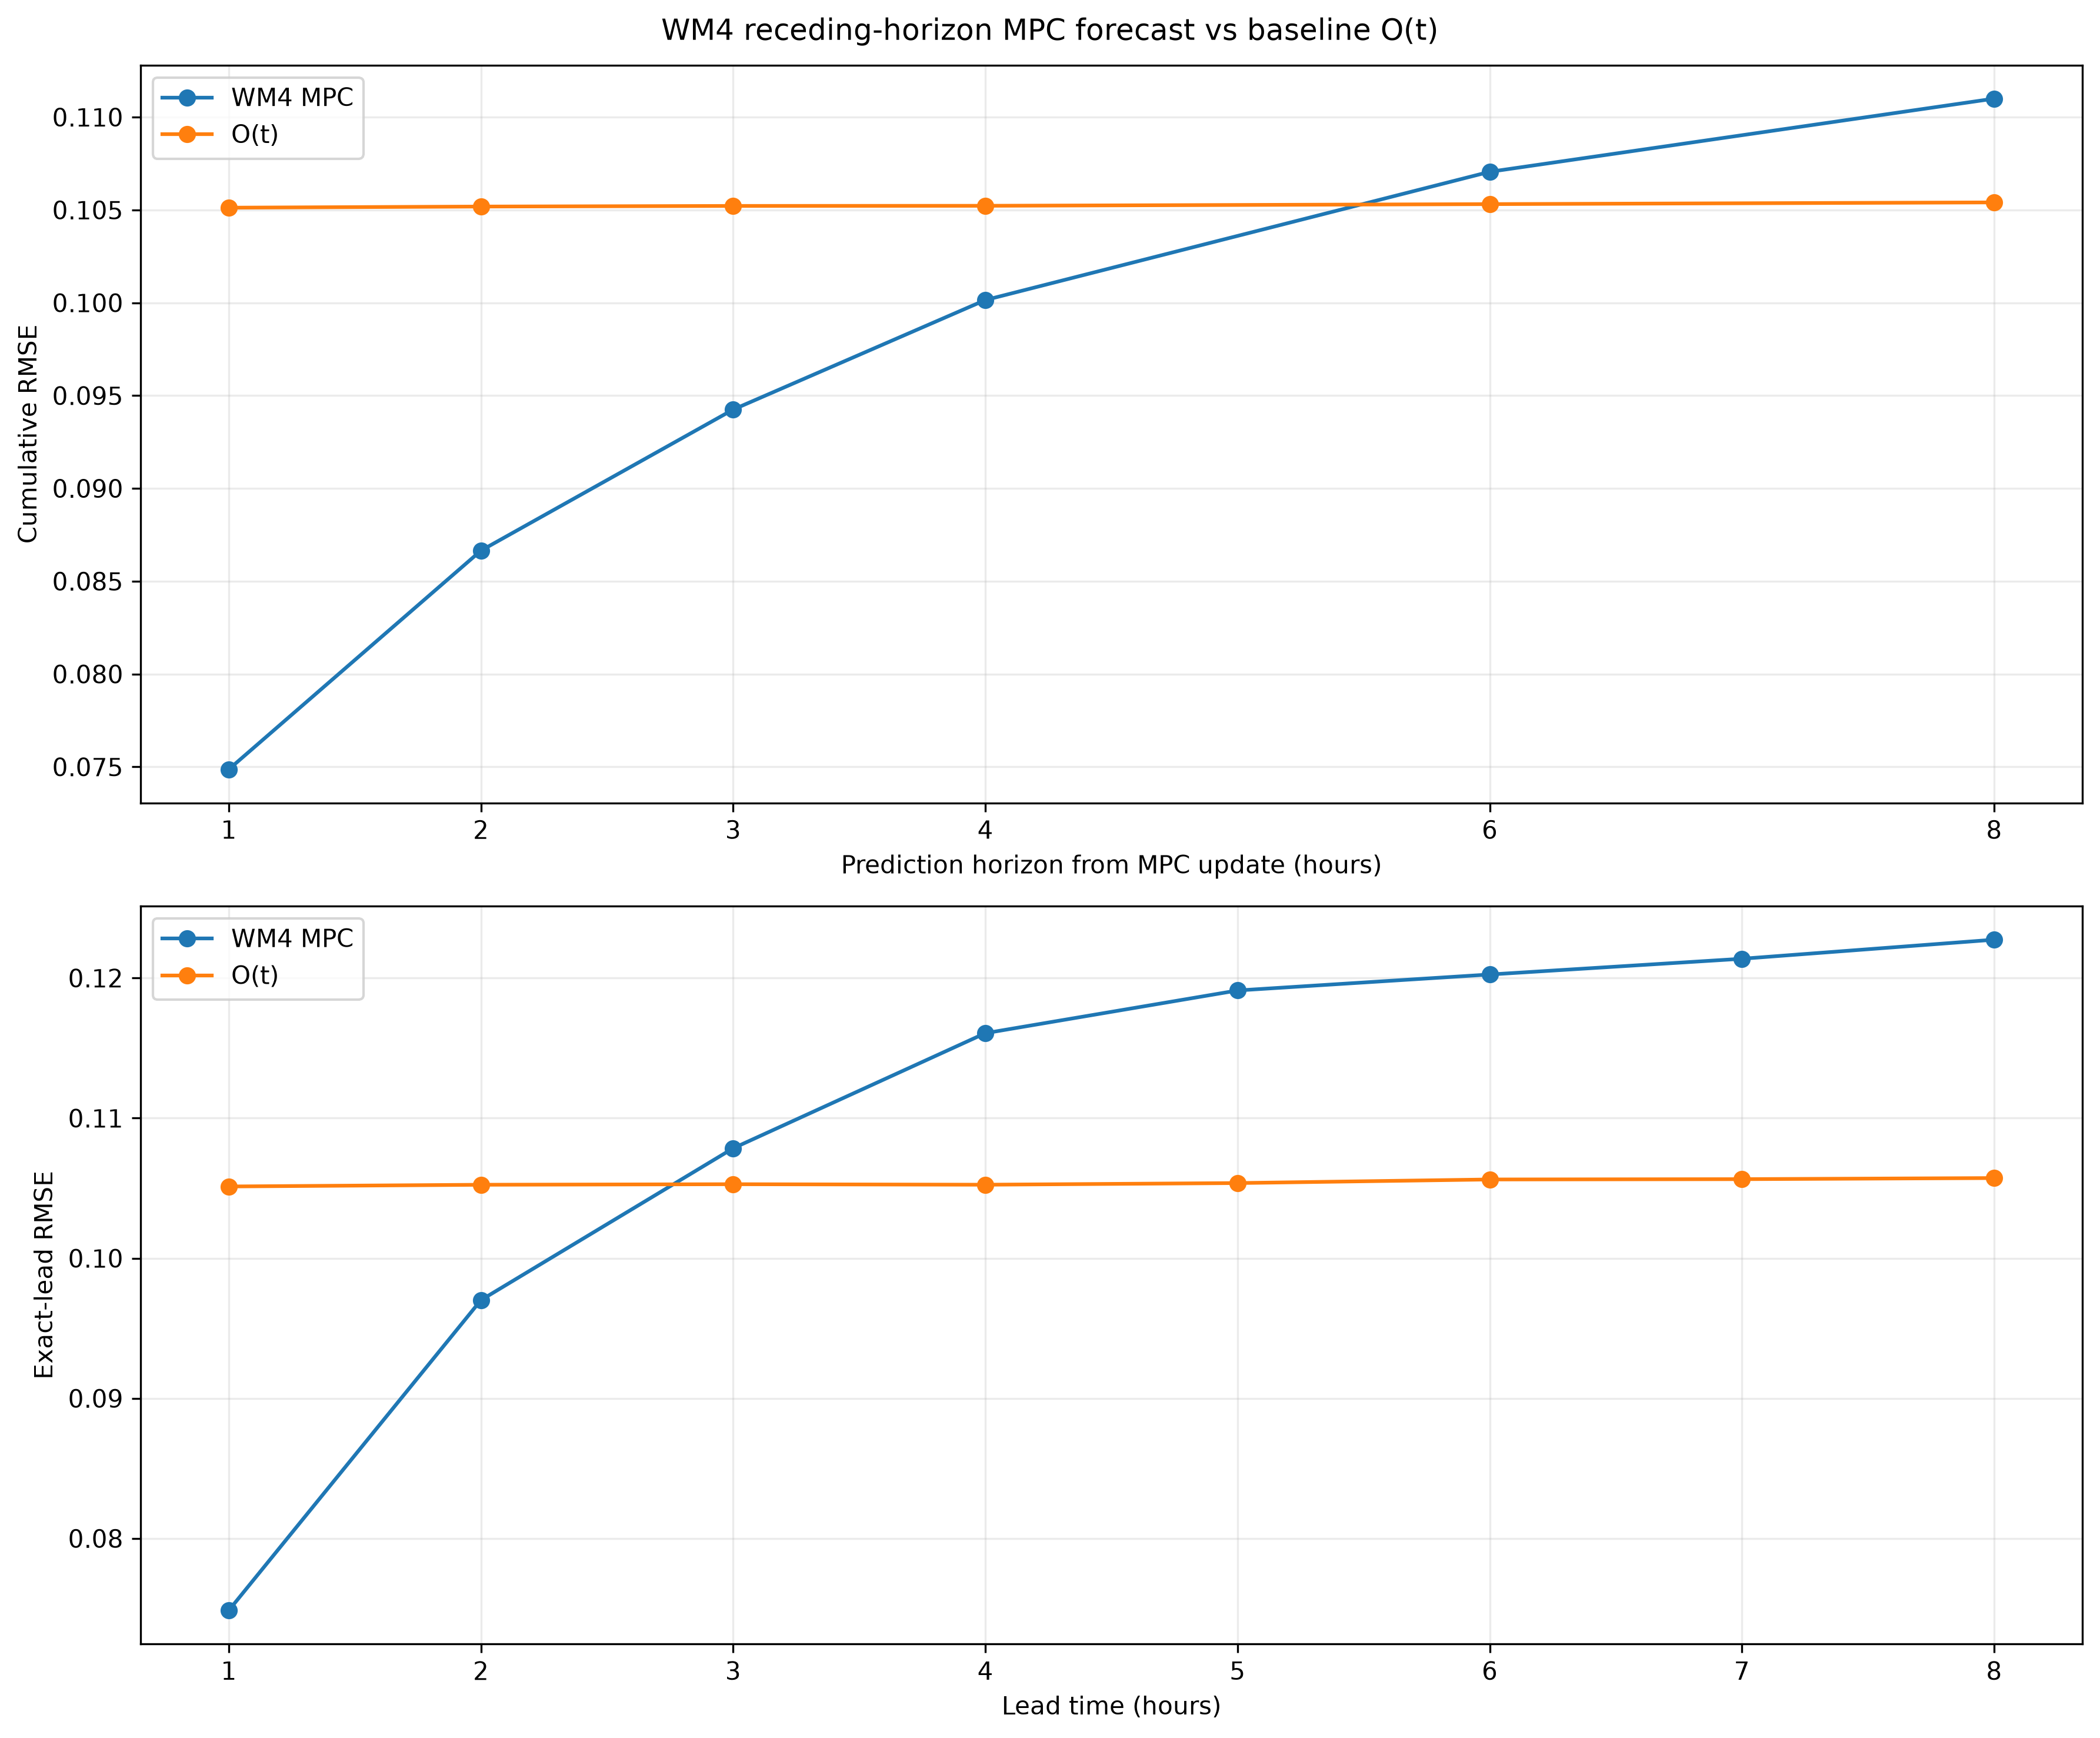 WM4 receding-horizon MPC forecast vs baseline O(t)
WM4 MPC
O(t)
Cumulative RMSE
0.110
0.105
0.100
0.095
0.090
0.085
0.080
0.075
1 2 3 4 6 8
Prediction horizon from MPC update (hours)
WM4 MPC
O(t)
Exact-lead RMSE
0.12
0.11
0.10
0.09
0.08
1 2 3 4 5 6 7 8
Lead time (hours)